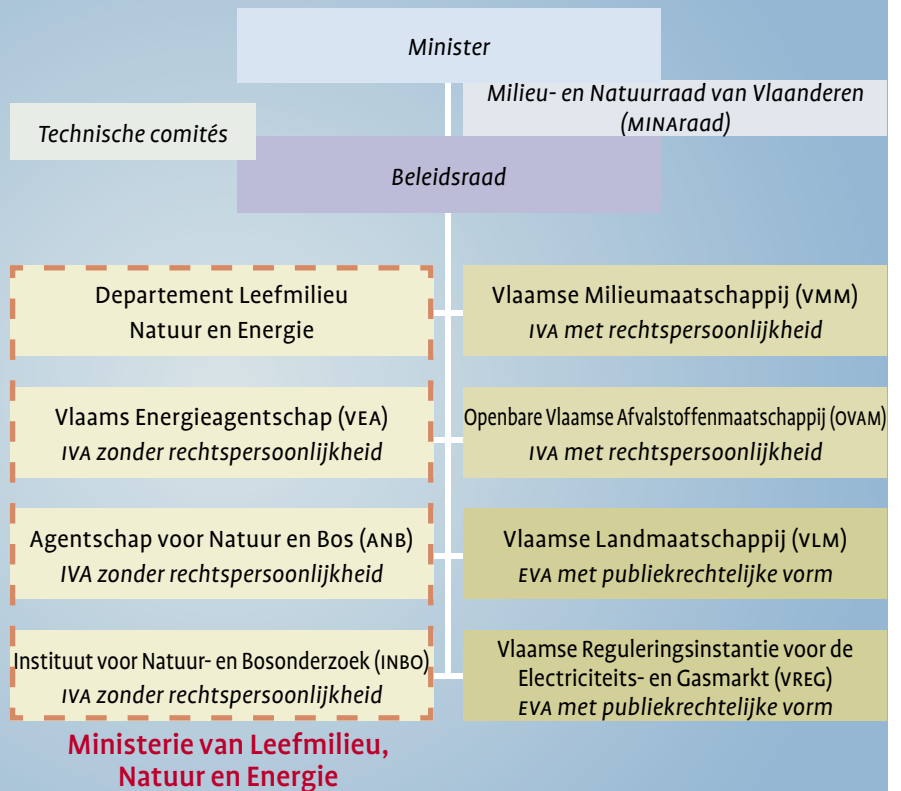 Minister
Milieu- en Natuurraad van Vlaanderen
(MINAraad)
Technische comités
Beleidsraad
Departement Leefmilieu
Natuur en Energie
Vlaamse Milieumaatschappij (VMM)
IVA met rechtspersoonlijkheid
Vlaams Energieagentschap (VEA)
IVA zonder rechtspersoonlijkheid
Openbare Vlaamse Afvalstoffenmaatschappij (OVAM)
IVA met rechtspersoonlijkheid
Agentschap voor Natuur en Bos (ANB)
IVA zonder rechtspersoonlijkheid
Vlaamse Landmaatschappij (VLM)
EVA met publiekrechtelijke vorm
Instituut voor Natuur- en Bosonderzoek (INBO)
IVA zonder rechtspersoonlijkheid
Vlaamse Reguleringsinstantie voor de
Electriciteits- en Gasmarkt (VREG)
EVA met publiekrechtelijke vorm
Ministerie van Leefmilieu,
Natuur en Energie